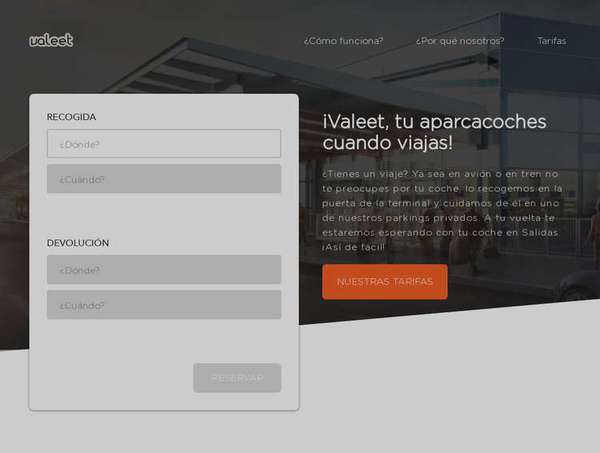 valeet
¿Cómo funciona?
¿Por qué nosotros?
Tarifas
RECOGIDA
¿Dónde?
¿Cuándo?
DEVOLUCIÓN
¿Dónde?
¿Cuándo?
RESERVAR
¡Valeet, tu aparcacoches
cuando viajas!
¿Tienes un viaje? Ya sea en avión o en tren no
te preocupes por tu coche, lo recogemos en la
puerta de la terminal y cuidamos de él en uno
de nuestros parkings privados. A tu vuelta te
estaremos esperando con tu coche en Salidas.
¡Así de fácil!
NUESTRAS TARIFAS